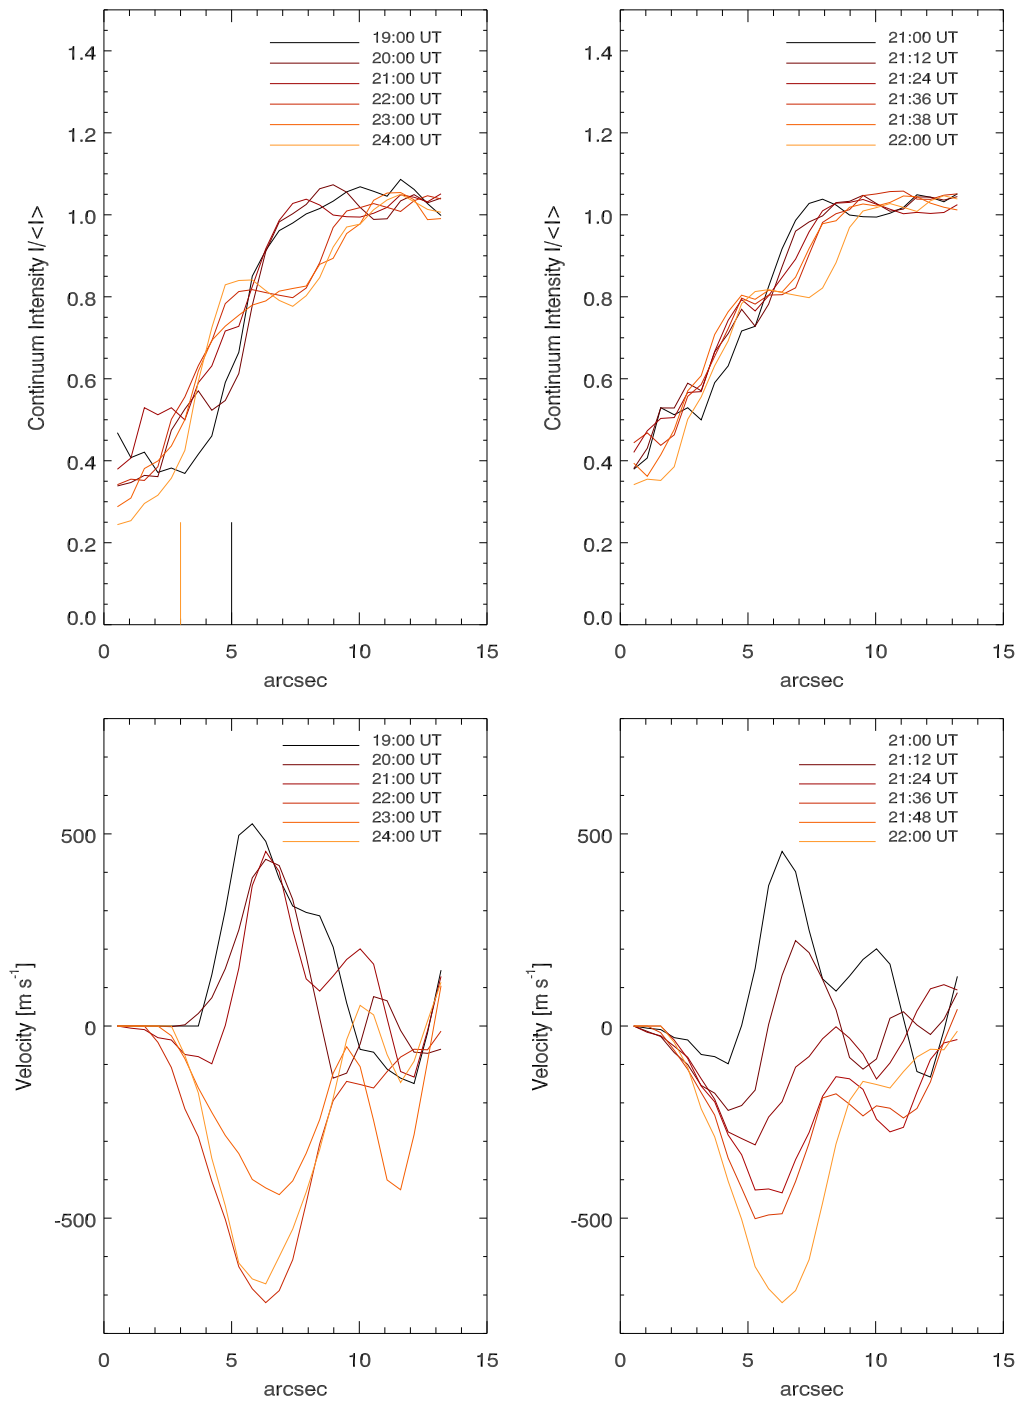 19:00 UT
20:00 UT
21:00 UT
22:00 UT
23:00 UT
24:00 UT
1.4
1.2
1.0
0.8
0.6
0.4
0.2
0.0
Continuum Intensity I/<I>
0 5 10 15
arcsec
21:00 UT
21:12 UT
21:24 UT
21:36 UT
21:38 UT
22:00 UT
1.4
1.2
1.0
0.8
0.6
0.4
0.2
0.0
Continuum Intensity I/<I>
0 5 10 15
arcsec
19:00 UT
20:00 UT
21:00 UT
22:00 UT
23:00 UT
24:00 UT
500
0
-500
Velocity [m s-1]
0 5 10 15
arcsec
21:00 UT
21:12 UT
21:24 UT
21:36 UT
21:48 UT
22:00 UT
500
0
-500
Velocity [m s-1]
0 5 10 15
arcsec